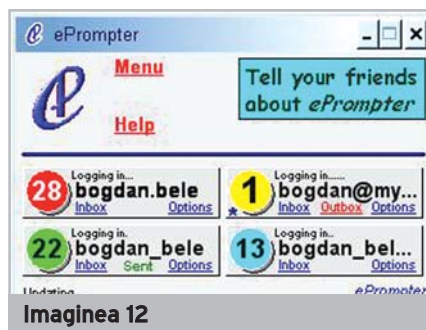 ePrompter
Menu
Help
Tell your friends
about ePrompter
Logging in...
28 bogdan.bele
Inbox Options
Logging in......
1 bogdan@my...
Inbox Outbox Options
Logging in.
22 bogdan_bele
Inbox Sent Options
Logging in..
13 bogdan_bel...
Inbox Options
Updating
ePrompter
Imaginea 12